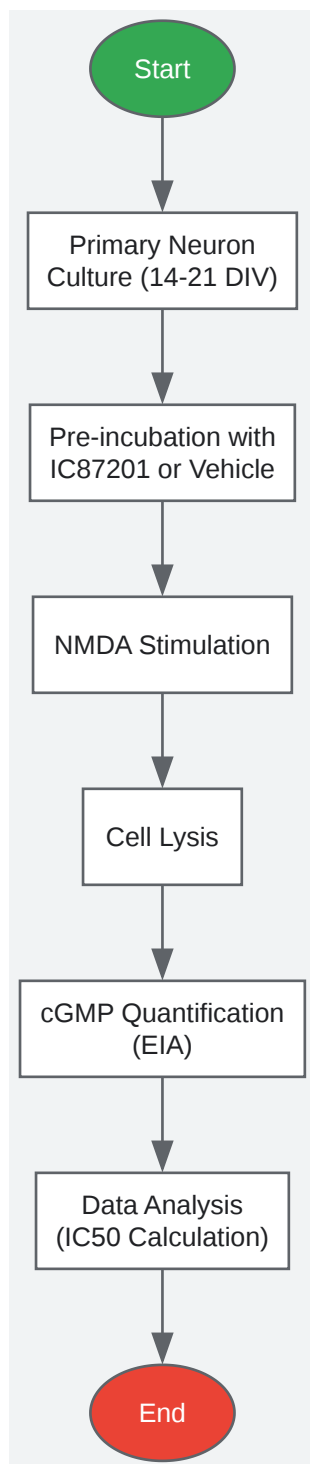 Start
Primary Neuron
Culture (14-21 DIV)
Pre-incubation with
IC87201 or Vehicle
NMDA Stimulation
Cell Lysis
cGMP Quantification
(EIA)
Data Analysis
(IC50 Calculation)
End